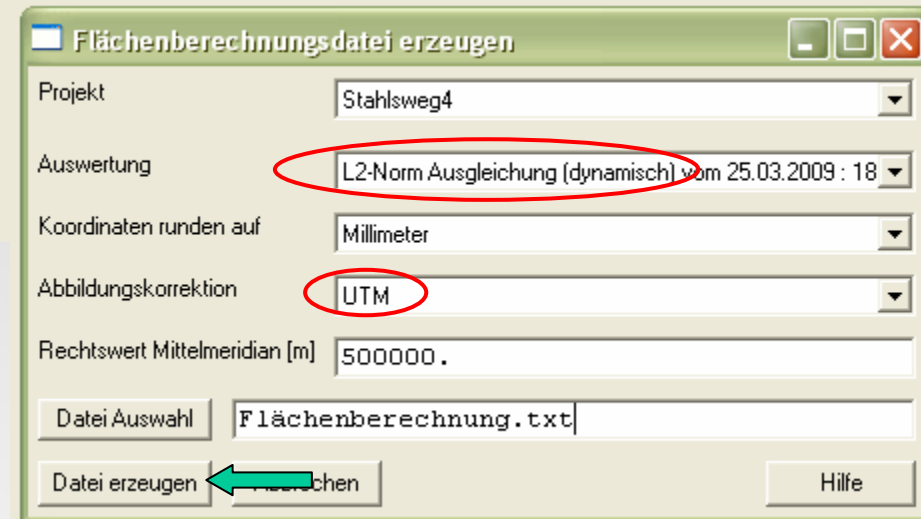 Flächenberechnungsdatei erzeugen
Projekt Stahlsweg4
Auswertung L2-Norm Ausgleichung (dynamisch) vom 25.03.2009 : 18
Koordinaten runden auf Millimeter
Abbildungskorrektion UTM
Rechtswert Mittelmeridian [m] 500000.
Datei Auswahl Flächenberechnung.txt
Datei erzeugen Hilfe